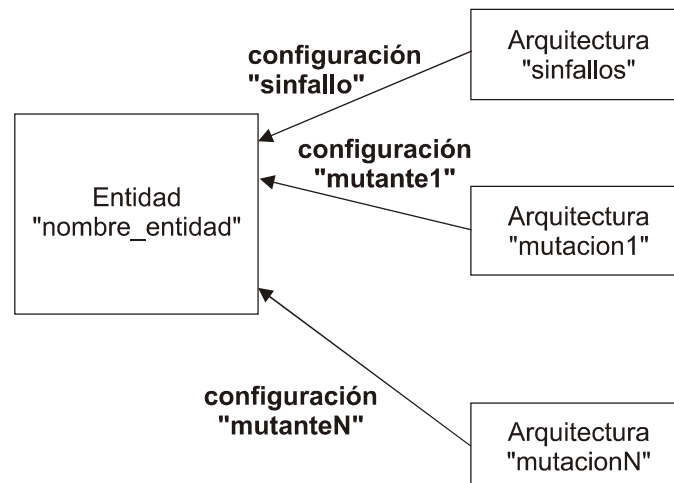 configuración
"sinfallo"
Arquitectura
"sinfallos"
Entidad
"nombre_entidad"
configuración
"mutante1"
Arquitectura
"mutacion1"
configuración
"mutanteN"
Arquitectura
"mutacionN"